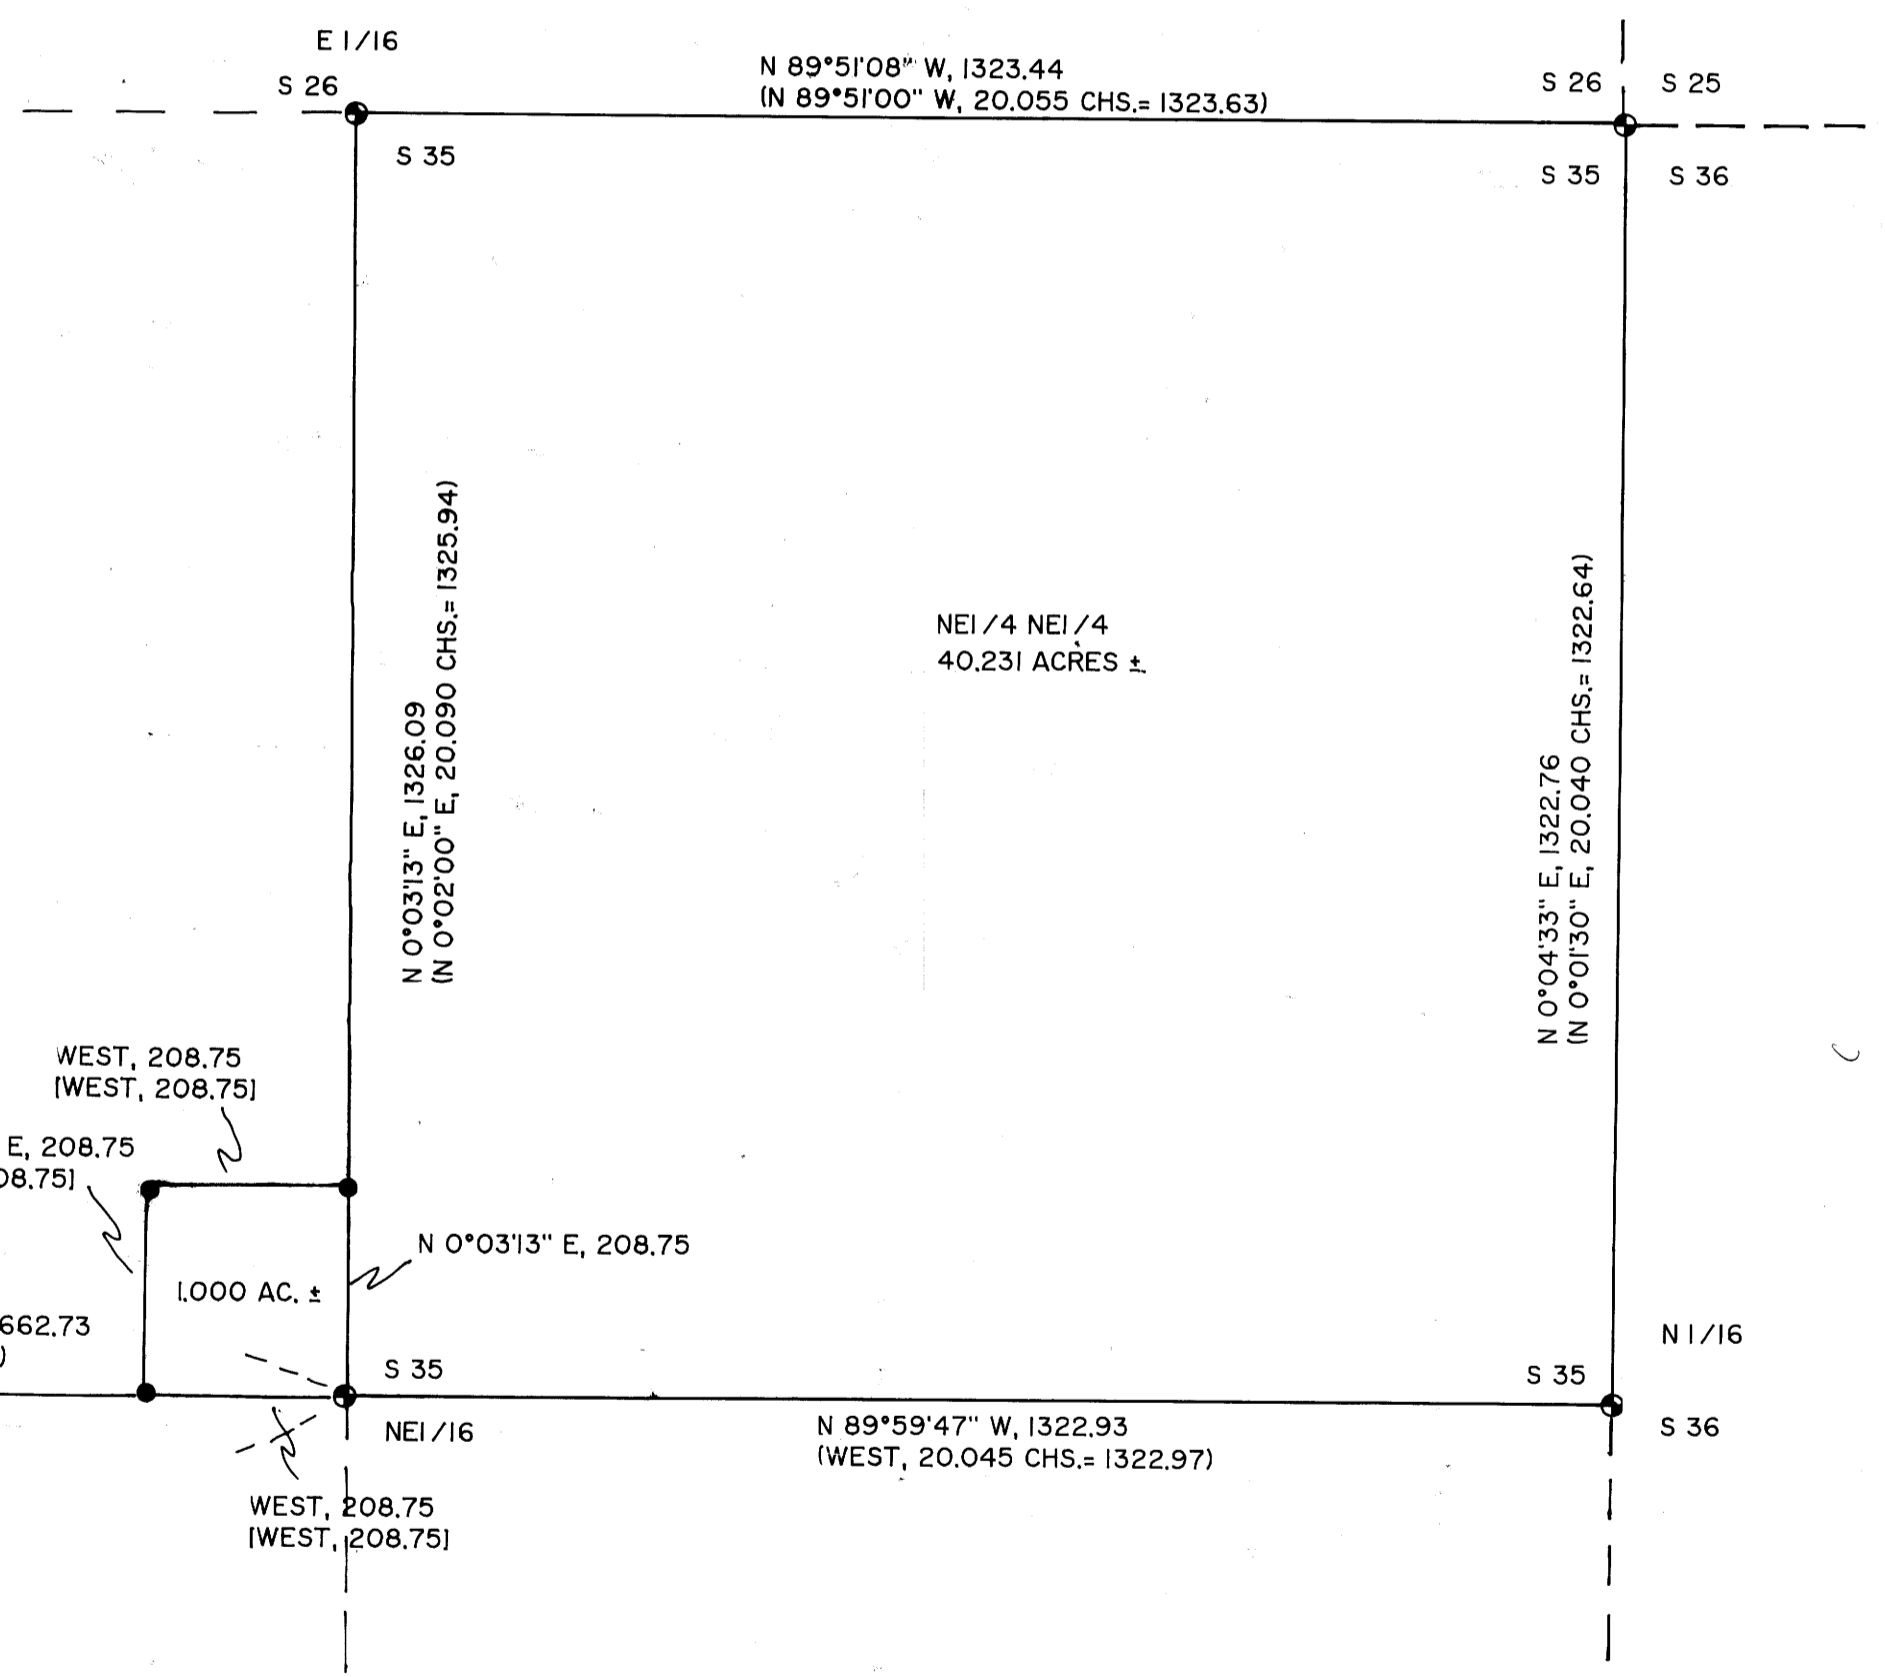 E 1/16
S 26
S 35
N 89°51'08" W, 1323.44
(N 89°51'00" W, 20.055 CHS.= 1323.63)
S 26
S 25
S 35
S 36
N 0°03'13" E, 1326.09
(N 0°02'00" E, 20.090 CHS.= 1325.94)
NE1/4 NE1/4
40.231 ACRES ±
N 0°04'33" E, 1322.76
(N 0°01'30" E, 20.040 CHS.= 1322.64)
WEST, 208.75
[WEST, 208.75]
E, 208.75
08.75]
N 0°03'13" E, 208.75
1.000 AC. ±
662.73
)
S 35
NE1/16
N 1/16
S 35
S 36
N 89°59'47" W, 1322.93
(WEST, 20.045 CHS.= 1322.97)
WEST, 208.75
[WEST, 208.75]